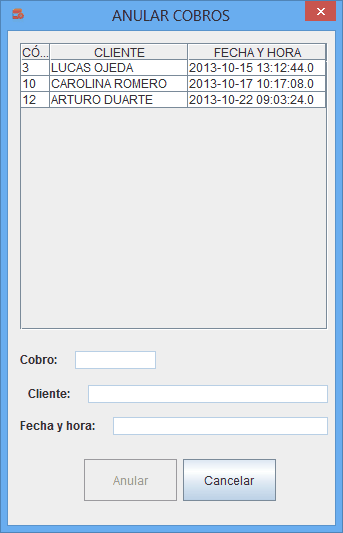 ANULAR COBROS
CÓ... CLIENTE FECHA Y HORA
3 LUCAS OJEDA 2013-10-15 13:12:44.0
10 CAROLINA ROMERO 2013-10-17 10:17:08.0
12 ARTURO DUARTE 2013-10-22 09:03:24.0
Cobro:
Cliente:
Fecha y hora:
Anular Cancelar